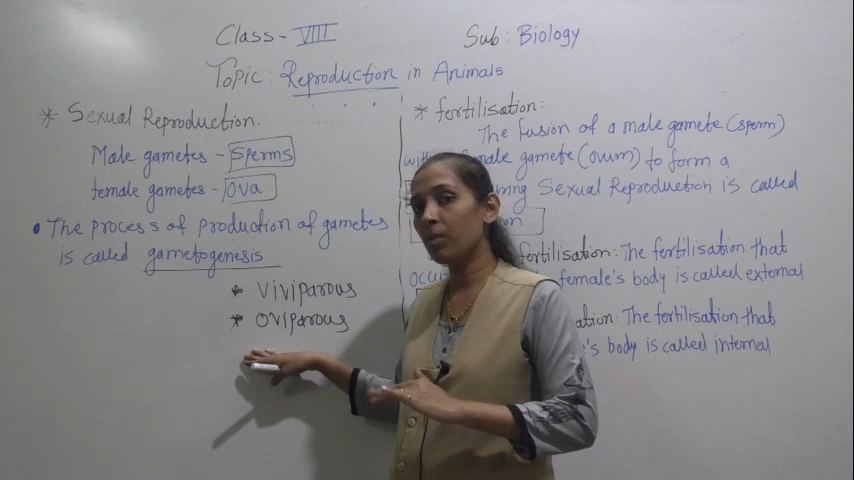 Class - VIII
Sub: Biology
Topic: Reproduction in Animals
* Sexual Reproduction.
Male gametes - Sperms
female gametes - Ova
• The process of production of gametes
is called gametogenesis
* Viviparous
* Oviparous
* fertilisation:
The fusion of a male gamete (sperm)
female gamete (ovum) to form a
Sexual Reproduction is called
fertilisation: The fertilisation that
female's body is called external
The fertilisation that
body is called internal